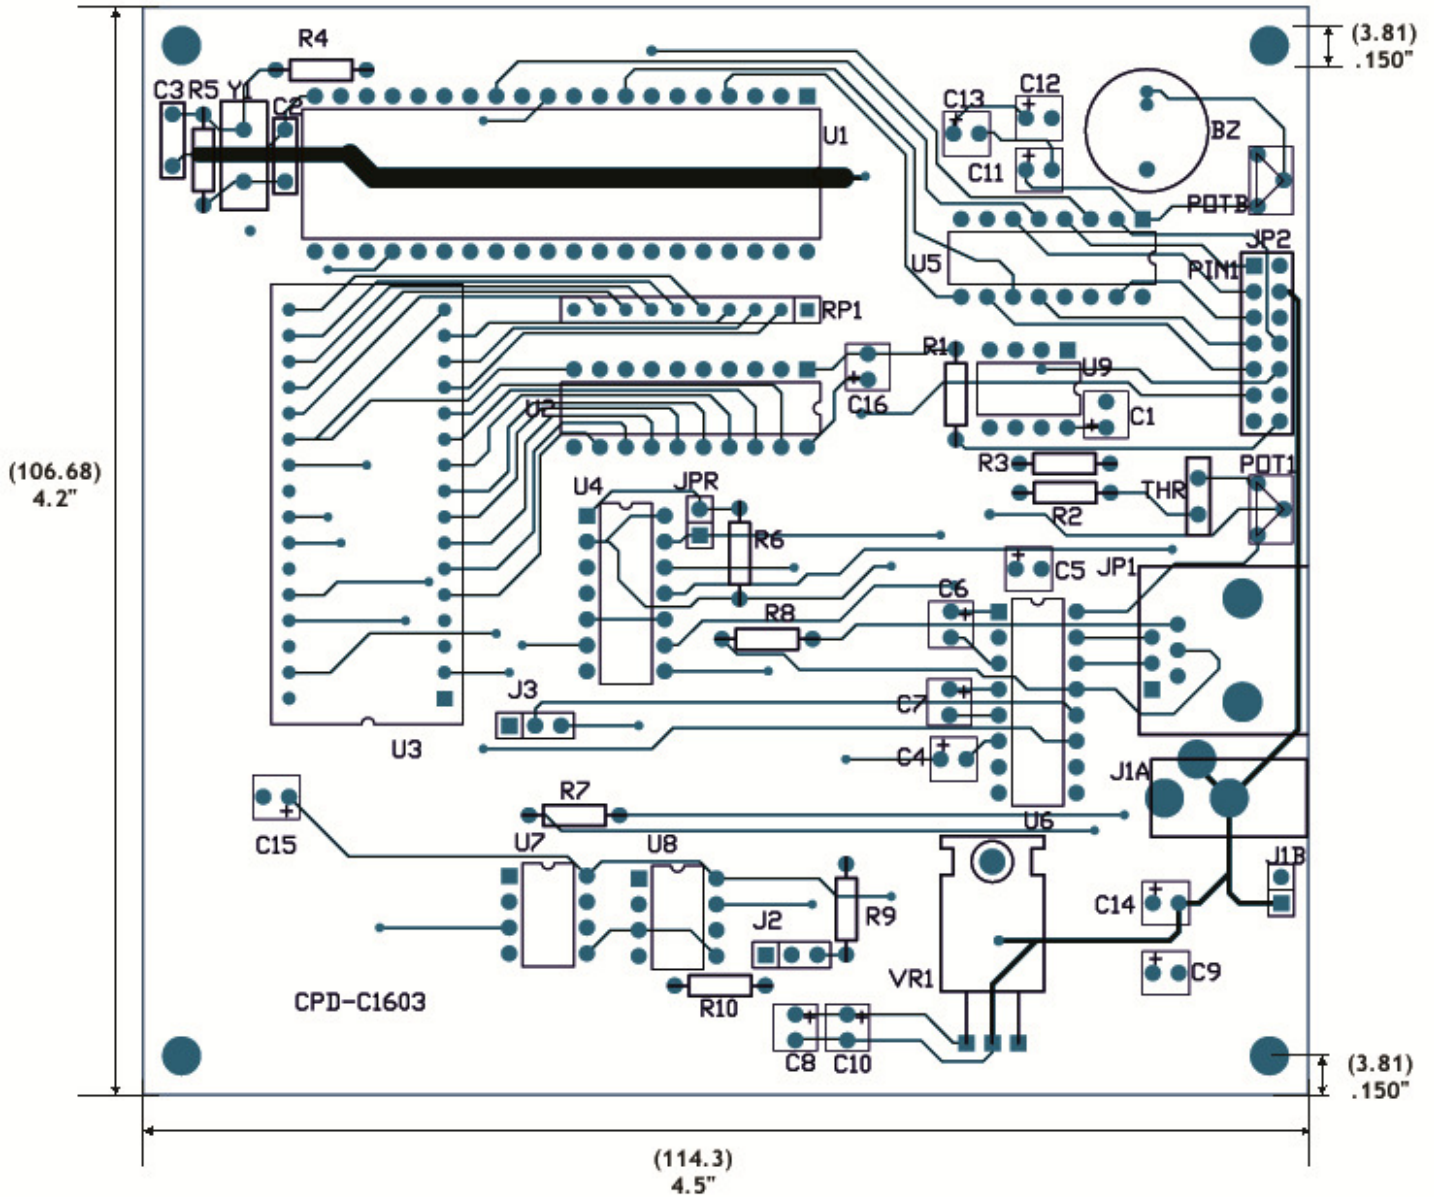 R4
(3.81)
.150"
C3 R5 Y1
C2
C13
C12
U1
BZ
C11
POTB
JP2
U5
PIN1
RP1
R1
U9
U2
C16
C1
R3
POT1
(106.68)
4.2"
U4
JPR
THR
R2
R6
C5
JP1
C6
R8
J3
C7
U3
C4
J1A
R7
C15
U7
U8
U6
J1B
C14
J2
R9
VR1
C9
CPD-C1603
R10
C8
C10
(3.81)
.150"
(114.3)
4.5"